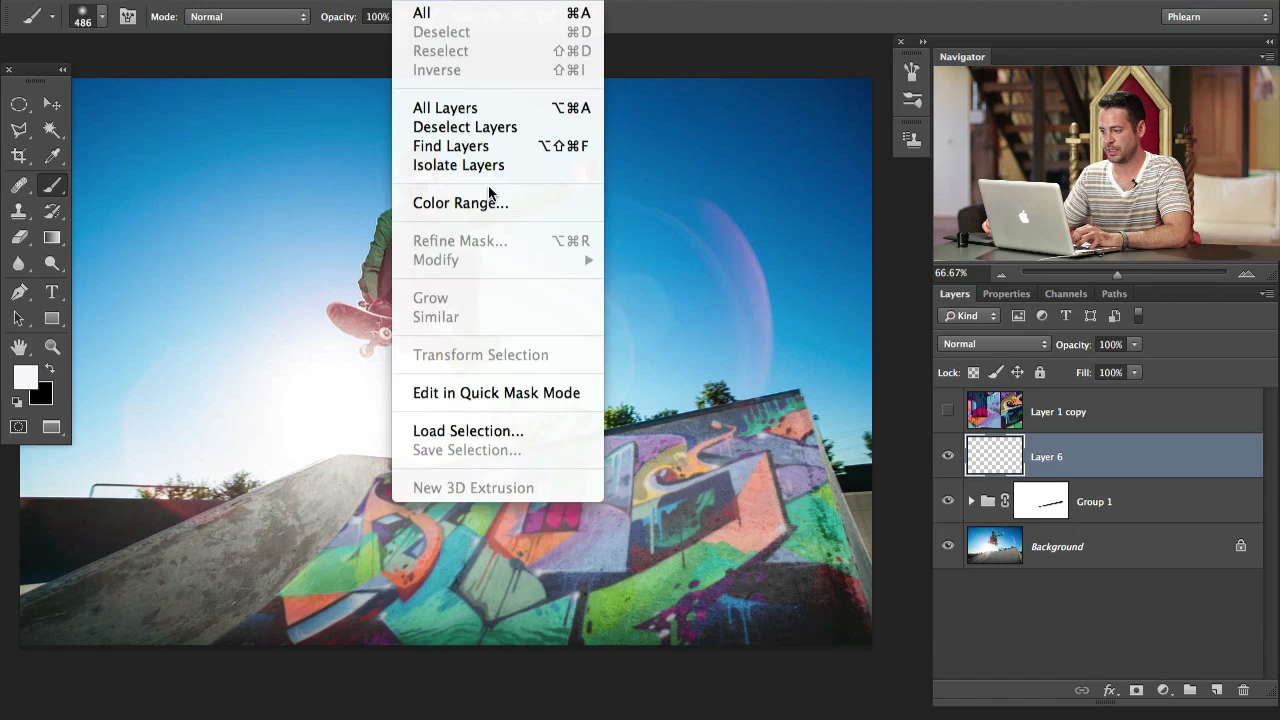 486
Mode: Normal
Opacity: 100%
Phlearn
All ⌘A
Deselect ⌘D
Reselect ⇧⌘D
Inverse ⇧⌘I
All Layers ⌥⌘A
Deselect Layers
Find Layers ⌥⇧⌘F
Isolate Layers
Color Range...
Refine Mask... ⌥⌘R
Modify
Grow
Similar
Transform Selection
Edit in Quick Mask Mode
Load Selection...
Save Selection...
New 3D Extrusion
Navigator
66.67%
Layers Properties Channels Paths
Kind
Normal Opacity: 100%
Lock: Fill: 100%
Layer 1 copy
Layer 6
Group 1
Background